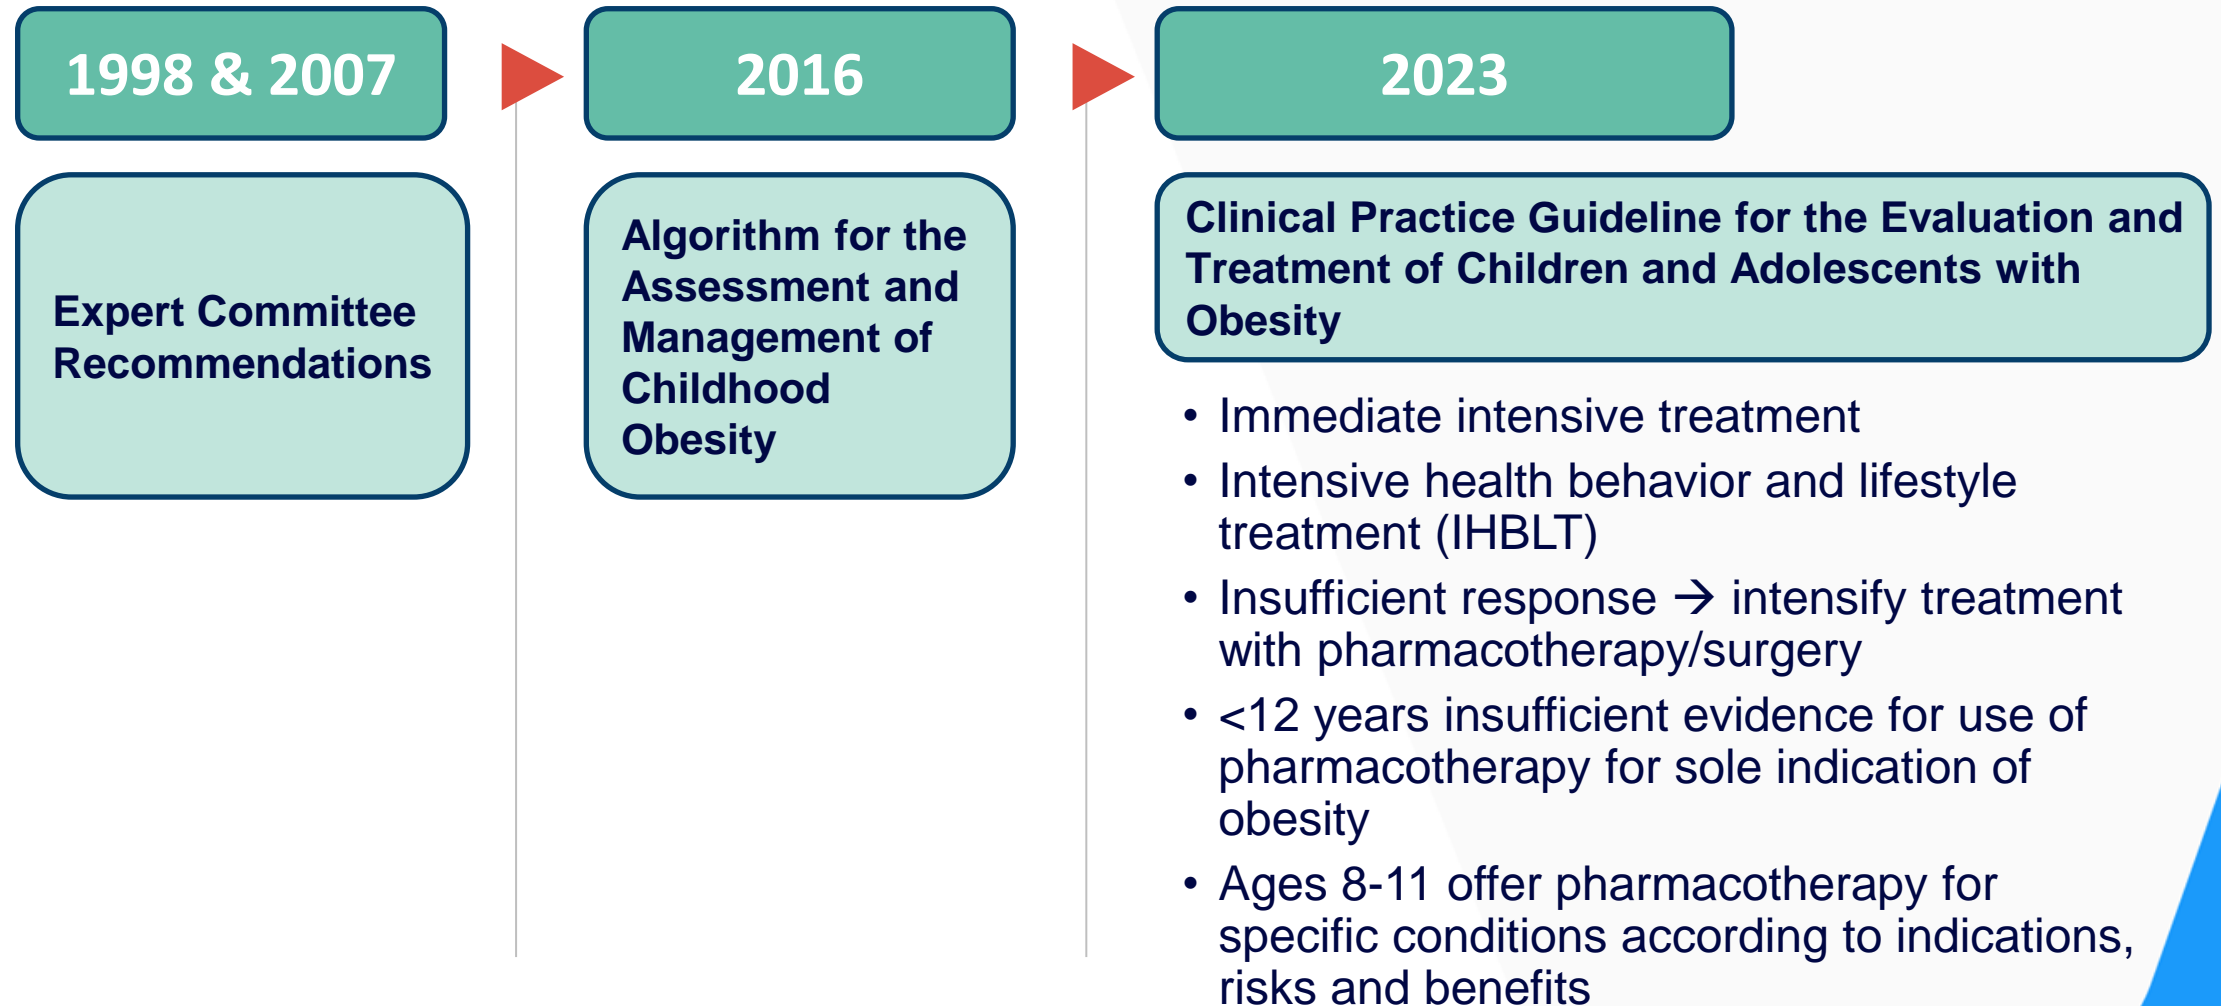 1998 & 2007
Expert Committee
Recommendations
2016
Algorithm for the
Assessment and
Management of
Childhood
Obesity
2023
Clinical Practice Guideline for the Evaluation and
Treatment of Children and Adolescents with
Obesity
• Immediate intensive treatment
• Intensive health behavior and lifestyle
treatment (IHBLT)
• Insufficient response → intensify treatment
with pharmacotherapy/surgery
• <12 years insufficient evidence for use of
pharmacotherapy for sole indication of
obesity
• Ages 8-11 offer pharmacotherapy for
specific conditions according to indications,
risks and benefits